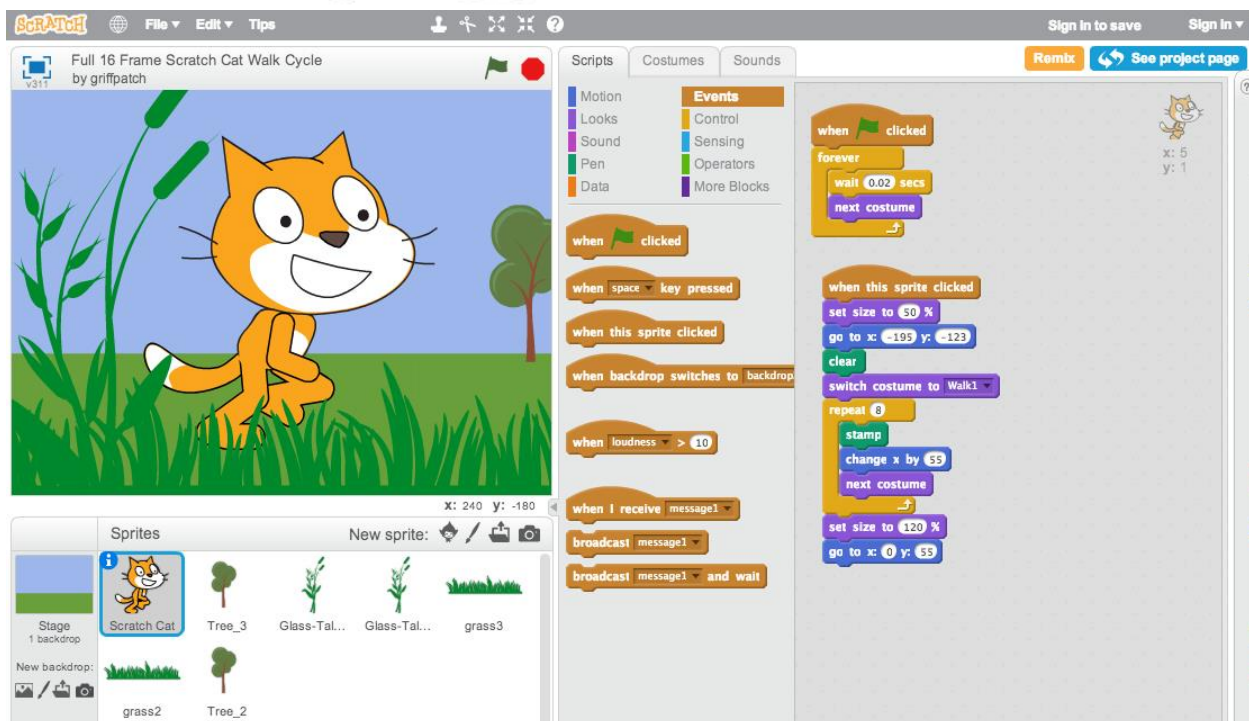 SCRATCH File Edit Tips Sign in to save Sign in
Full 16 Frame Scratch Cat Walk Cycle
by griffpatch
v311
x: 240 y: -180
Sprites New sprite:
Stage
1 backdrop
New backdrop:
Scratch Cat Tree_3 Glass-Tal... Glass-Tal... grass3
grass2 Tree_2
Scripts Costumes Sounds
Remix See project page
?
Motion Events
Looks Control
Sound Sensing
Pen Operators
Data More Blocks
when clicked
when space key pressed
when this sprite clicked
when backdrop switches to backdrop
when loudness > 10
when I receive message1
broadcast message1
broadcast message1 and wait
when clicked
forever
wait 0.02 secs
next costume
when this sprite clicked
set size to 50 %
go to x: -195 y: -123
clear
switch costume to Walk1
repeat 8
stamp
change x by 55
next costume
set size to 120 %
go to x: 0 y: 55
x: 5
y: 1